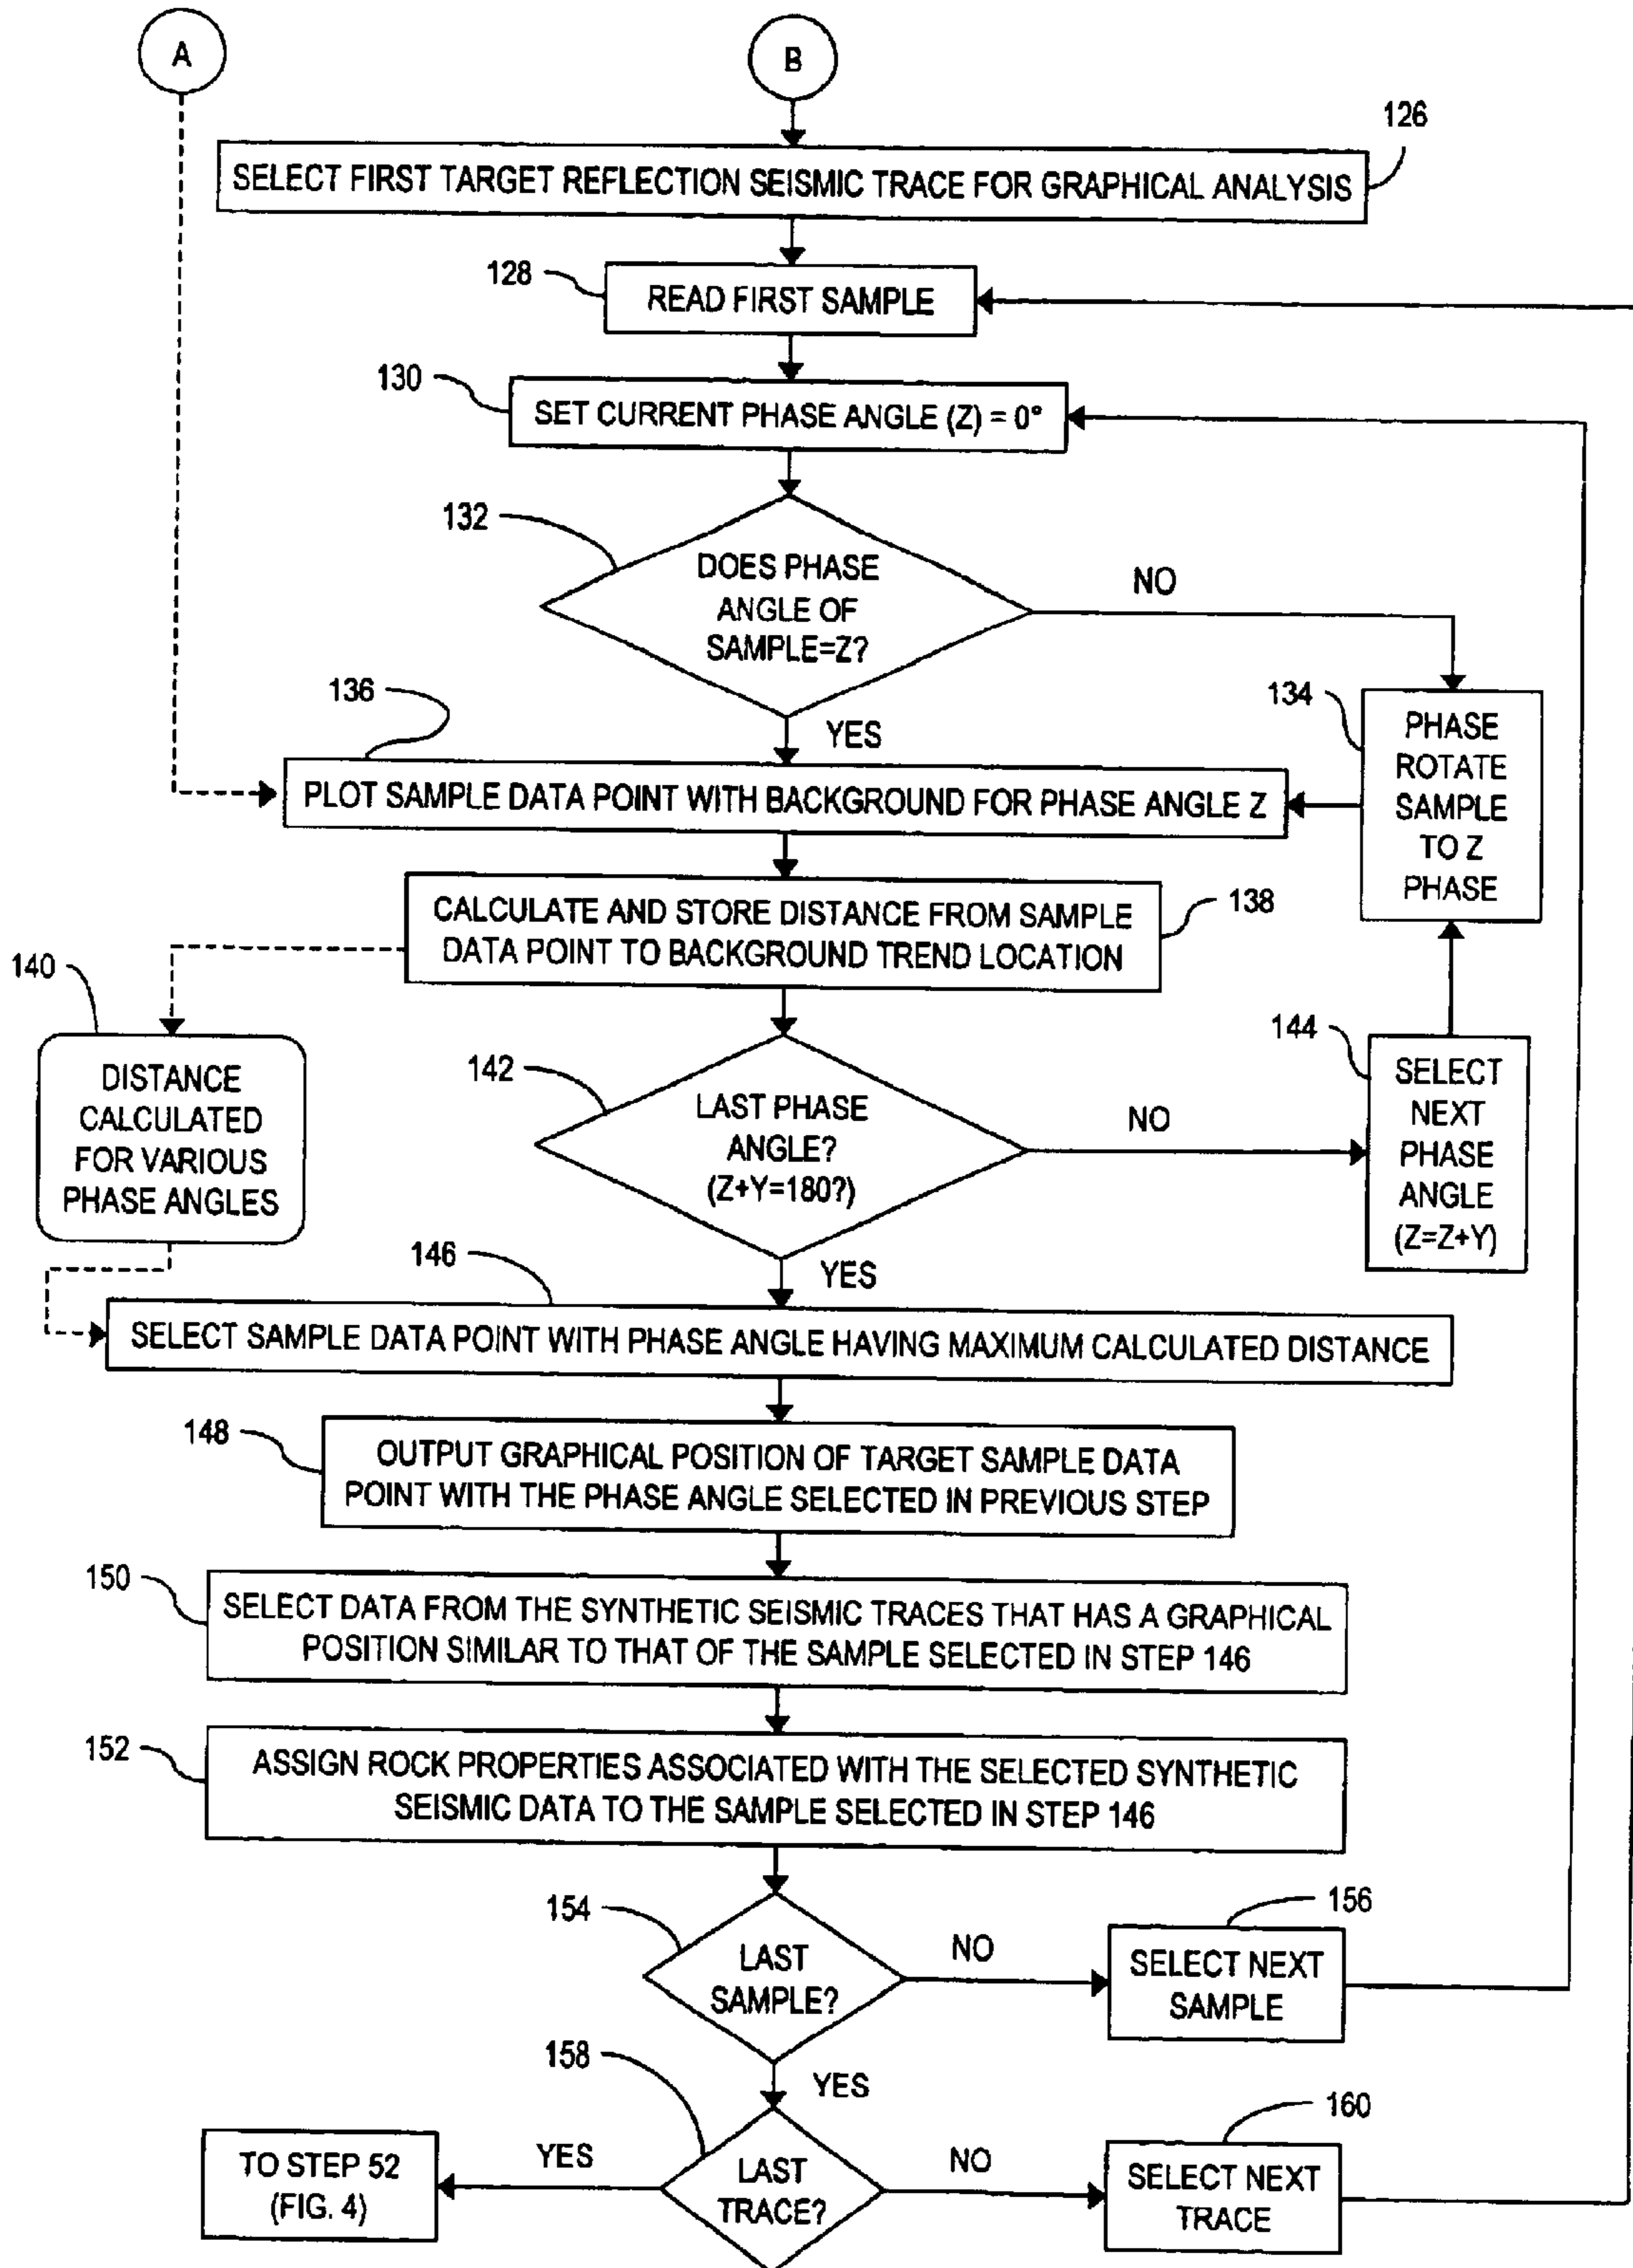 A
B
126
SELECT FIRST TARGET REFLECTION SEISMIC TRACE FOR GRAPHICAL ANALYSIS
128
READ FIRST SAMPLE
130
SET CURRENT PHASE ANGLE (Z) = 0°
132
DOES PHASE
ANGLE OF
SAMPLE=Z?
NO
YES
134
PHASE
ROTATE
SAMPLE
TO Z
PHASE
136
PLOT SAMPLE DATA POINT WITH BACKGROUND FOR PHASE ANGLE Z
138
CALCULATE AND STORE DISTANCE FROM SAMPLE
DATA POINT TO BACKGROUND TREND LOCATION
140
DISTANCE
CALCULATED
FOR VARIOUS
PHASE ANGLES
142
LAST PHASE
ANGLE?
(Z+Y=180?)
NO
YES
144
SELECT
NEXT
PHASE
ANGLE
(Z=Z+Y)
146
SELECT SAMPLE DATA POINT WITH PHASE ANGLE HAVING MAXIMUM CALCULATED DISTANCE
148
OUTPUT GRAPHICAL POSITION OF TARGET SAMPLE DATA
POINT WITH THE PHASE ANGLE SELECTED IN PREVIOUS STEP
150
SELECT DATA FROM THE SYNTHETIC SEISMIC TRACES THAT HAS A GRAPHICAL
POSITION SIMILAR TO THAT OF THE SAMPLE SELECTED IN STEP 146
152
ASSIGN ROCK PROPERTIES ASSOCIATED WITH THE SELECTED SYNTHETIC
SEISMIC DATA TO THE SAMPLE SELECTED IN STEP 146
154
LAST
SAMPLE?
NO
YES
156
SELECT NEXT
SAMPLE
158
LAST
TRACE?
YES
NO
160
SELECT NEXT
TRACE
TO STEP 52
(FIG. 4)